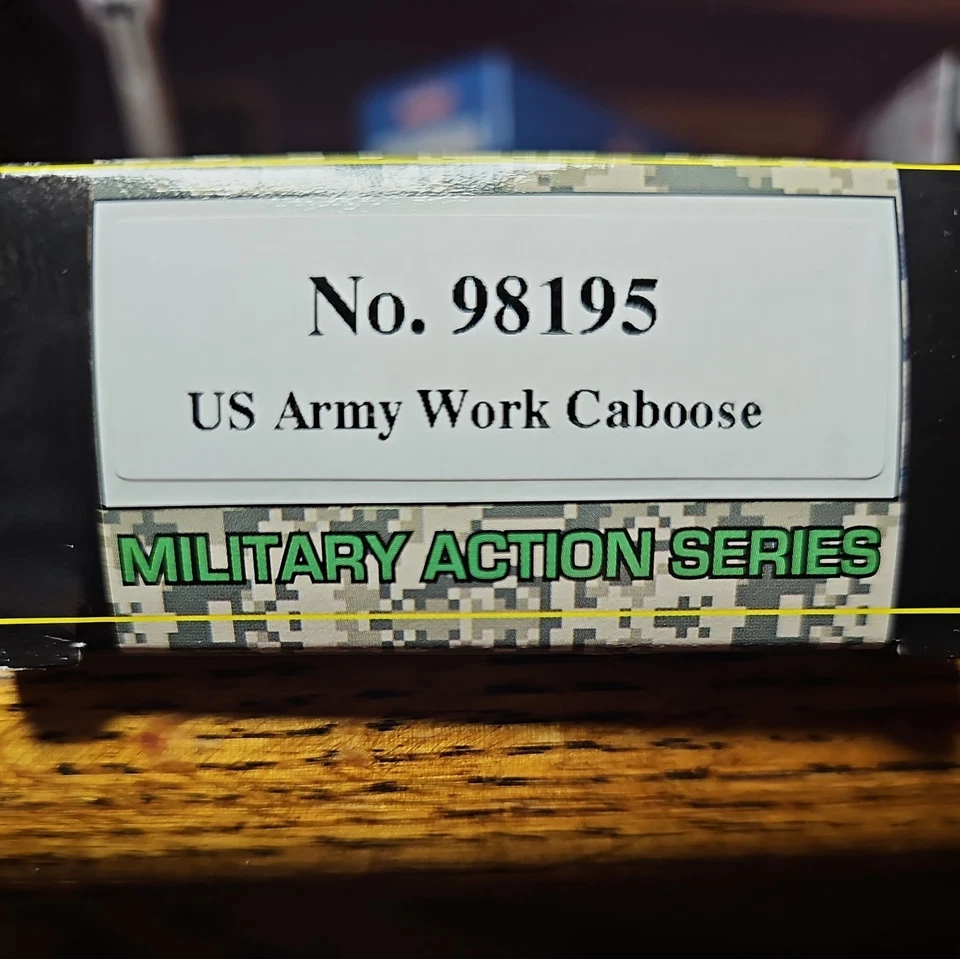 No. 98195
US Army Work Caboose
MILITARY ACTION SERIES